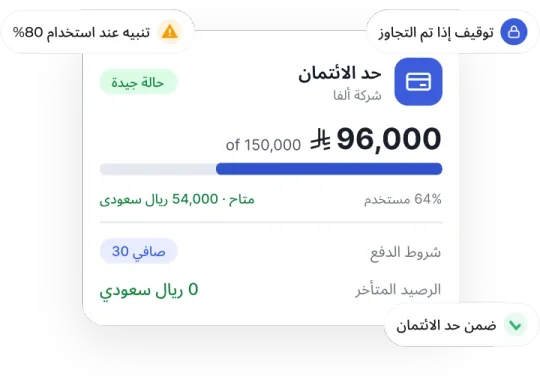 توقيف إذا تم التجاوز
تنبيه عند استخدام 80%
حد الائتمان
حالة جيدة
شركة ألفا
96,000 of 150,000
64% مستخدم
متاح · 54,000 ريال سعودي
شروط الدفع
صافي 30
الرصيد المتأخر
0 ريال سعودي
ضمن حد الائتمان